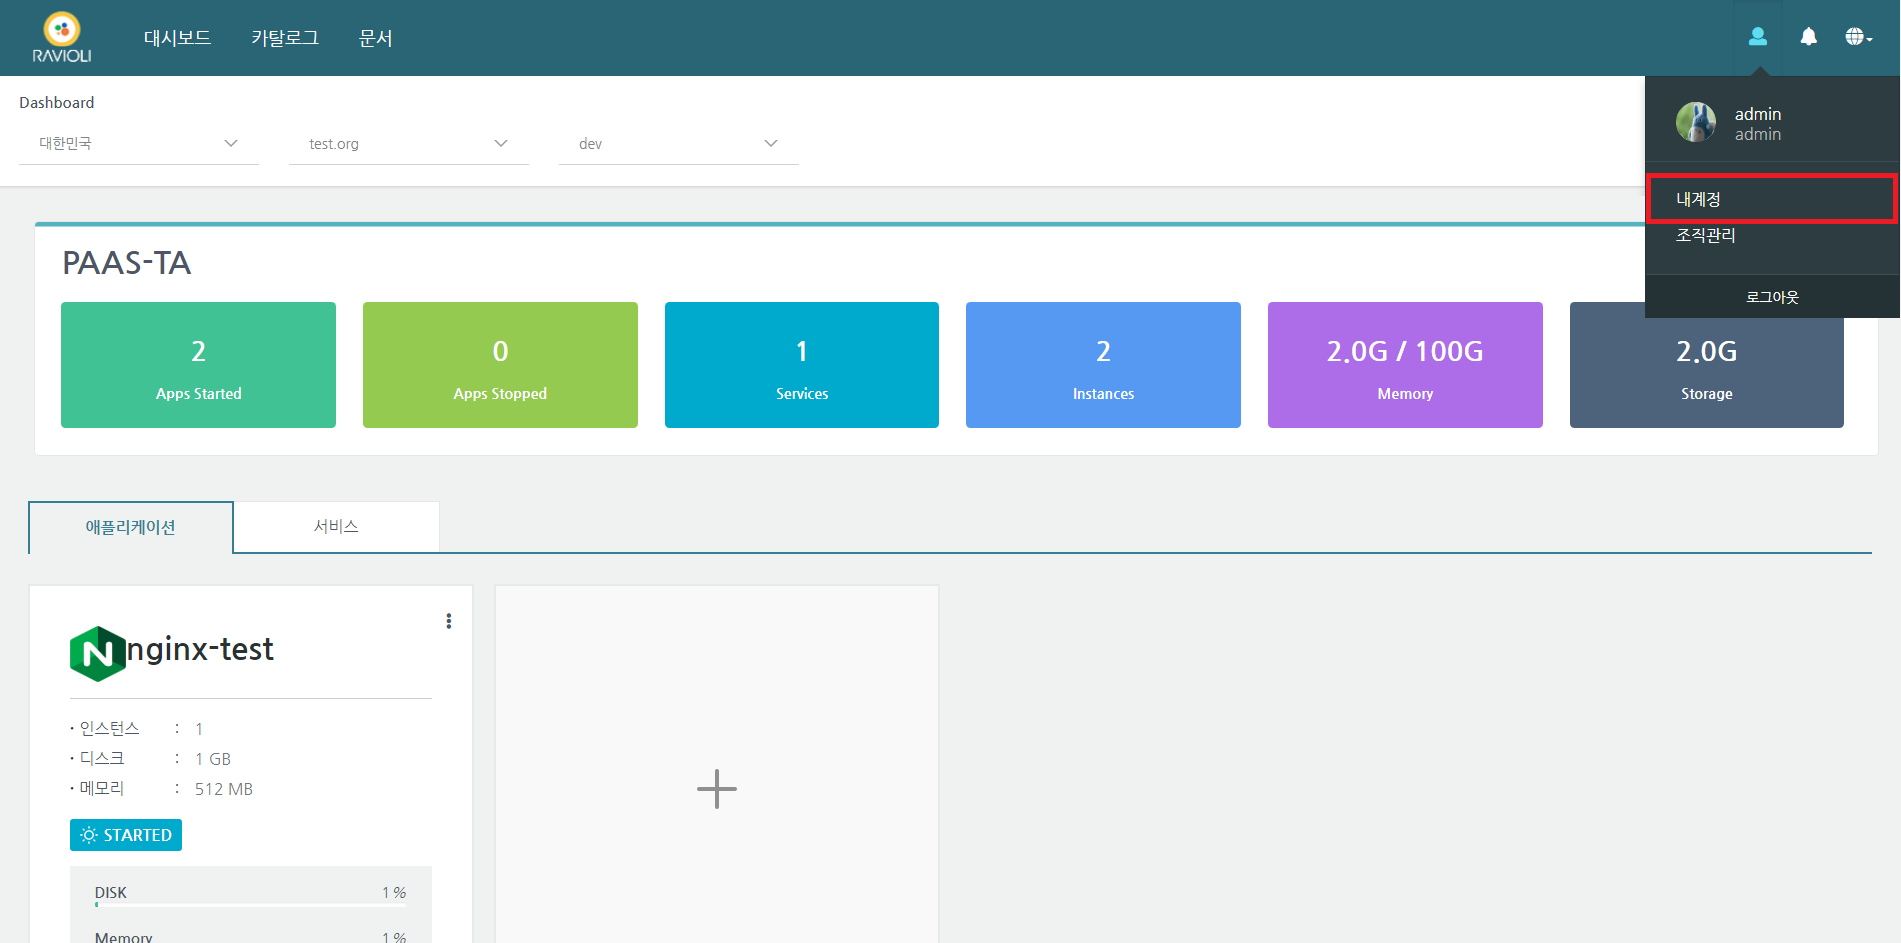 RAVIOLI
대시보드 카탈로그 문서
Dashboard
대한민국 test.org dev
admin
admin
내계정
조직관리
로그아웃
PAAS-TA
2
Apps Started
0
Apps Stopped
1
Services
2
Instances
2.0G / 100G
Memory
2.0G
Storage
애플리케이션 서비스
nginx-test
· 인스턴스 : 1
· 디스크 : 1 GB
· 메모리 : 512 MB
STARTED
DISK 1 %
Memory 1 %